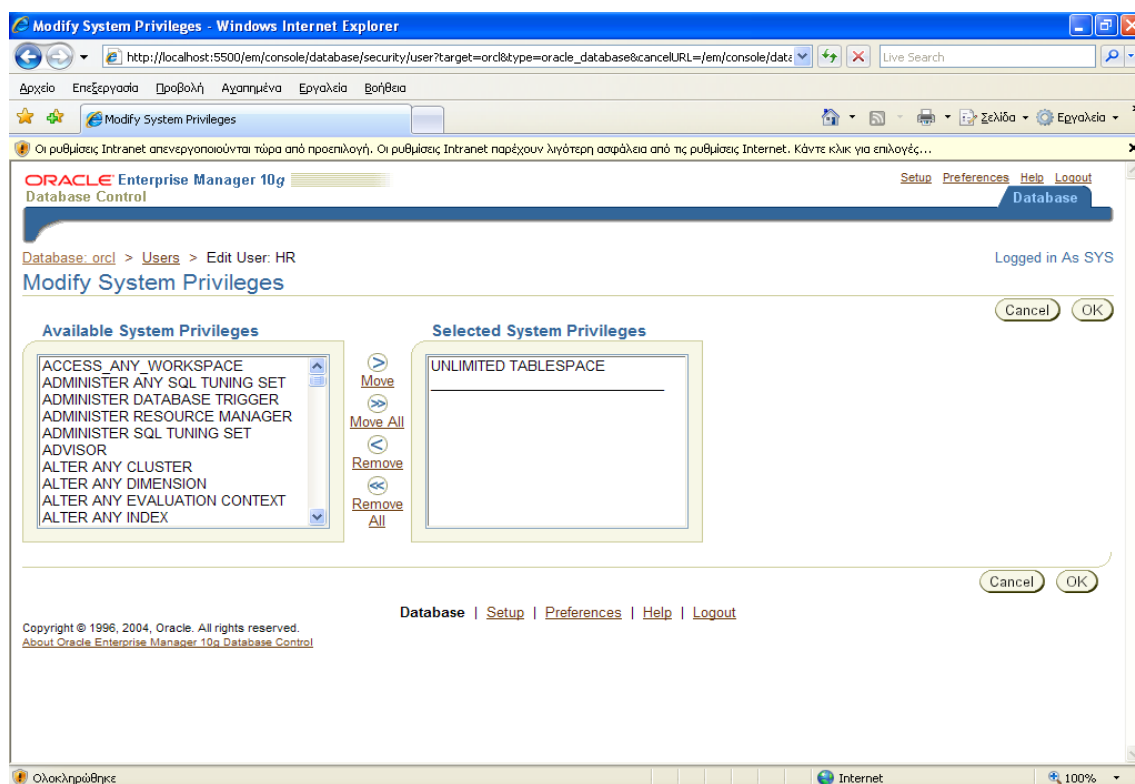 Modify System Privileges - Windows Internet Explorer
http://localhost:5500/em/console/database/security/user?target=orcl&type=oracle_database&cancelURL=/em/console/data
Live Search
Αρχείο Επεξεργασία Προβολή Αγαπημένα Εργαλεία Βοήθεια
Modify System Privileges
Σελίδα
Εργαλεία
Οι ρυθμίσεις Intranet απενεργοποιούνται τώρα από προεπιλογή. Οι ρυθμίσεις Intranet παρέχουν λιγότερη ασφάλεια από τις ρυθμίσεις Internet. Κάντε κλικ για επιλογές...
ORACLE Enterprise Manager 10g
Database Control
Setup Preferences Help Logout
Database
Database: orcl > Users > Edit User: HR
Logged in As SYS
Modify System Privileges
Cancel OK
Available System Privileges
ACCESS_ANY_WORKSPACE
ADMINISTER ANY SQL TUNING SET
ADMINISTER DATABASE TRIGGER
ADMINISTER RESOURCE MANAGER
ADMINISTER SQL TUNING SET
ADVISOR
ALTER ANY CLUSTER
ALTER ANY DIMENSION
ALTER ANY EVALUATION CONTEXT
ALTER ANY INDEX
Move
Move All
Remove
Remove
All
Selected System Privileges
UNLIMITED TABLESPACE
Cancel OK
Database | Setup | Preferences | Help | Logout
Copyright © 1996, 2004, Oracle. All rights reserved.
About Oracle Enterprise Manager 10g Database Control
Ολοκληρώθηκε
Internet
100%